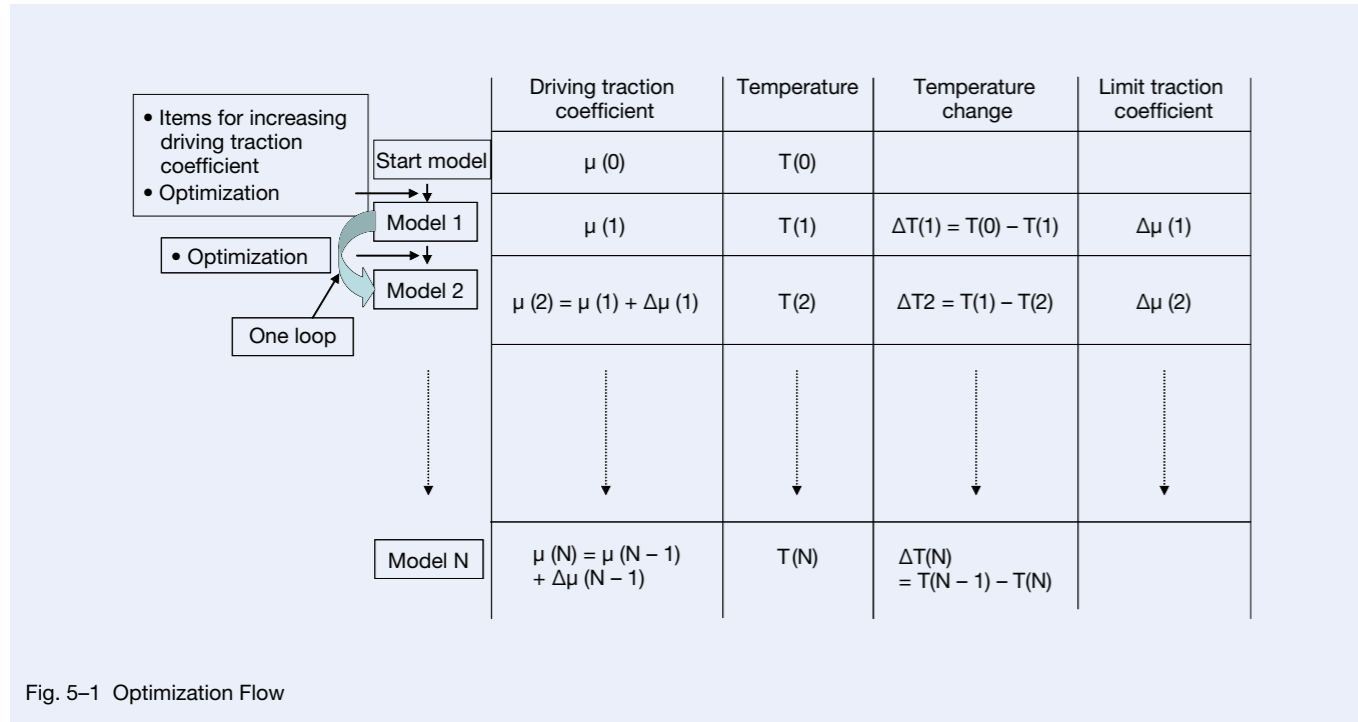 Driving traction
coefficient
Temperature
Temperature
change
Limit traction
coefficient
• Items for increasing
driving traction
coefficient
• Optimization
Start model
μ (0)
T(0)
Model 1
μ (1)
T(1)
ΔT(1) = T(0) – T(1)
Δμ (1)
• Optimization
Model 2
μ (2) = μ (1) + Δμ (1)
T(2)
ΔT2 = T(1) – T(2)
Δμ (2)
One loop
Model N
μ (N) = μ (N – 1)
+ Δμ (N – 1)
T(N)
ΔT(N)
= T(N – 1) – T(N)
Fig. 5–1 Optimization Flow